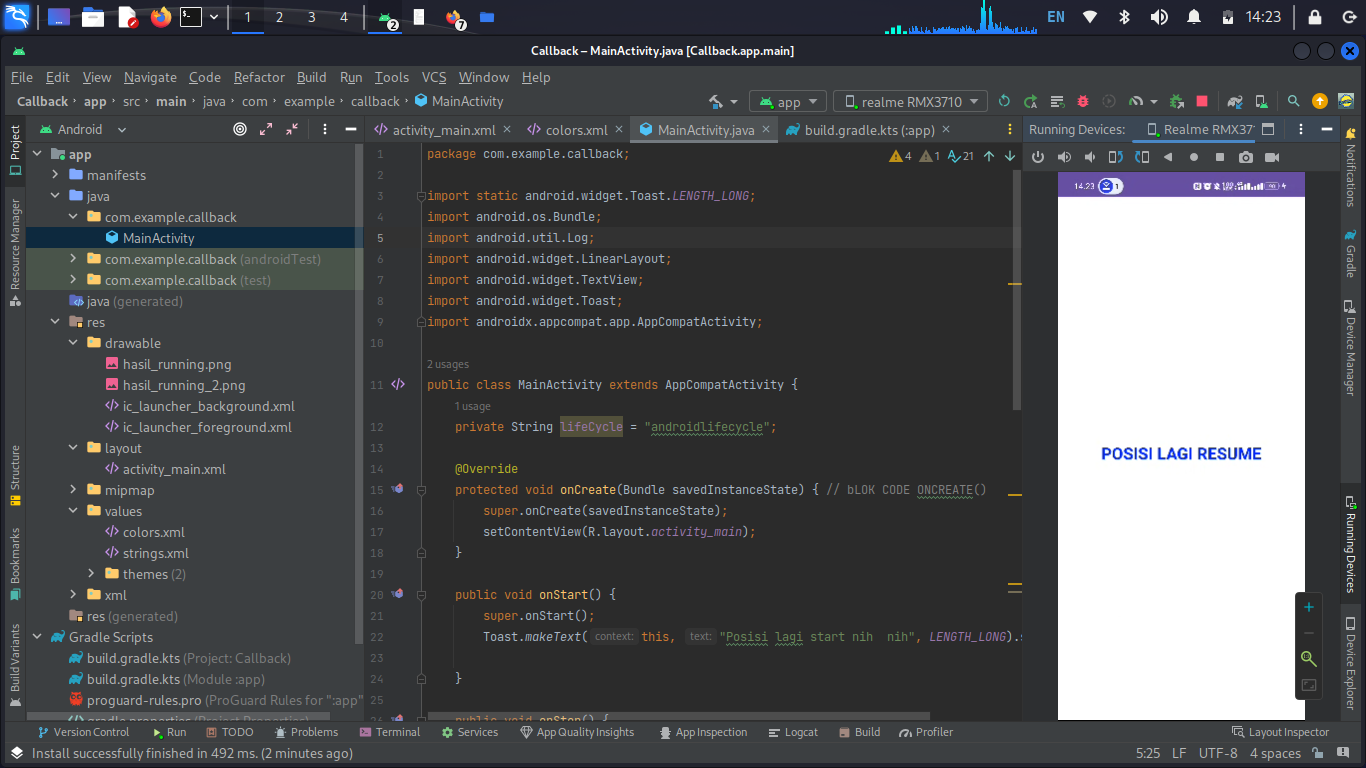 1 2 3 4 2 7 EN 14:23
Callback – MainActivity.java [Callback.app.main]
File Edit View Navigate Code Refactor Build Run Tools VCS Window Help
Callback app src main java com example callback MainActivity
app realme RMX3710
Project
Resource Manager
Structure
Bookmarks
Build Variants
Android
app
manifests
java
com.example.callback
MainActivity
com.example.callback (androidTest)
com.example.callback (test)
java (generated)
res
drawable
hasil_running.png
hasil_running_2.png
ic_launcher_background.xml
ic_launcher_foreground.xml
layout
activity_main.xml
mipmap
values
colors.xml
strings.xml
themes (2)
xml
res (generated)
Gradle Scripts
build.gradle.kts (Project: Callback)
build.gradle.kts (Module :app)
proguard-rules.pro (ProGuard Rules for ":app"
gradle.properties (Project Properties)
activity_main.xml colors.xml MainActivity.java build.gradle.kts (:app)
4 1 21
1 package com.example.callback;
2
3 import static android.widget.Toast.LENGTH_LONG;
4 import android.os.Bundle;
5 import android.util.Log;
6 import android.widget.LinearLayout;
7 import android.widget.TextView;
8 import android.widget.Toast;
9 import androidx.appcompat.app.AppCompatActivity;
10
2 usages
11 public class MainActivity extends AppCompatActivity {
1 usage
12 private String lifeCycle = "androidlifecycle";
13
14 @Override
15 protected void onCreate(Bundle savedInstanceState) { // bLOK CODE ONCREATE()
16 super.onCreate(savedInstanceState);
17 setContentView(R.layout.activity_main);
18 }
19
20 public void onStart() {
21 super.onStart();
22 Toast.makeText( context: this, text: "Posisi lagi start nih  nih", LENGTH_LONG).s
23
24 }
25
26 public void onStop() {
Running Devices: Realme RMX37
14.23 1
POSISI LAGI RESUME
Notifications
Gradle
Device Manager
Running Devices
Device Explorer
Version Control Run TODO Problems Terminal Services App Quality Insights App Inspection Logcat Build Profiler Layout Inspector
Install successfully finished in 492 ms. (2 minutes ago) 5:25 LF UTF-8 4 spaces